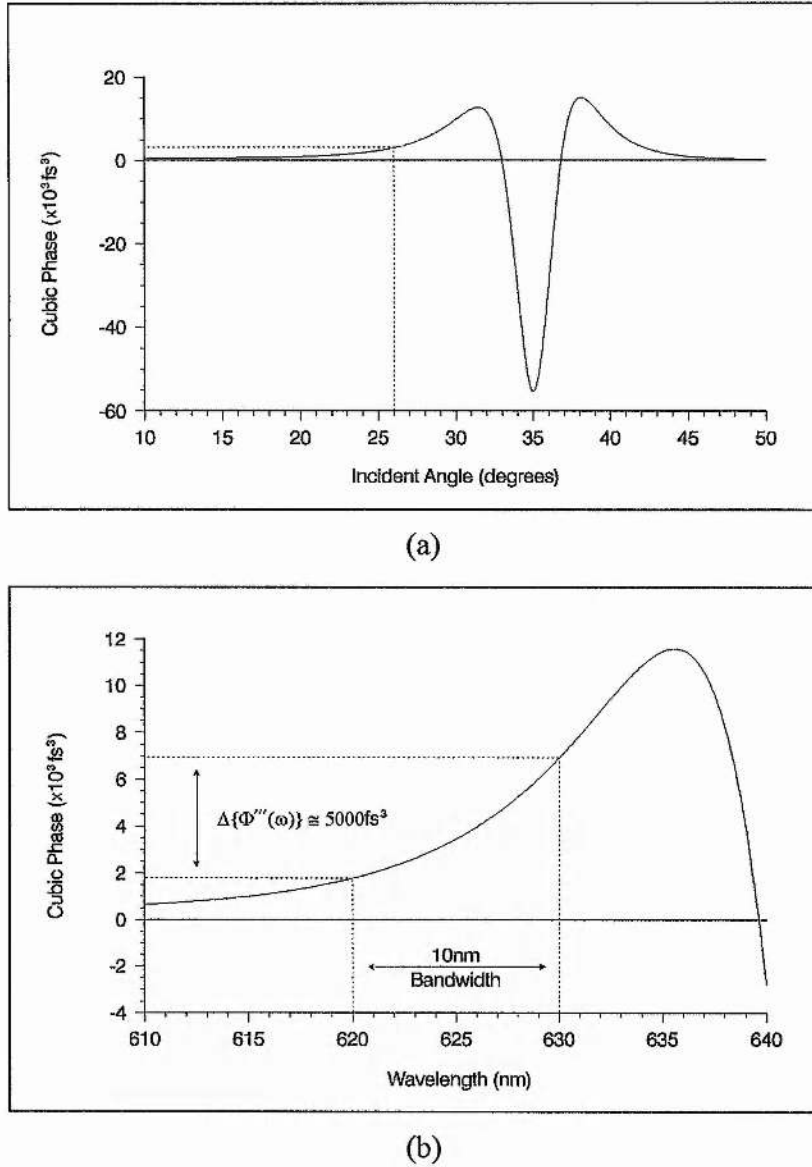 20
0
-20
-40
-60
Cubic Phase (x10³fs³)
10 15 20 25 30 35 40 45 50
Incident Angle (degrees)
(a)
12
10
8
6
4
2
0
-2
-4
Cubic Phase (x10³fs³)
Δ{Φ′′′(ω)} ≅ 5000fs³
10nm
Bandwidth
610 615 620 625 630 635 640
Wavelength (nm)
(b)